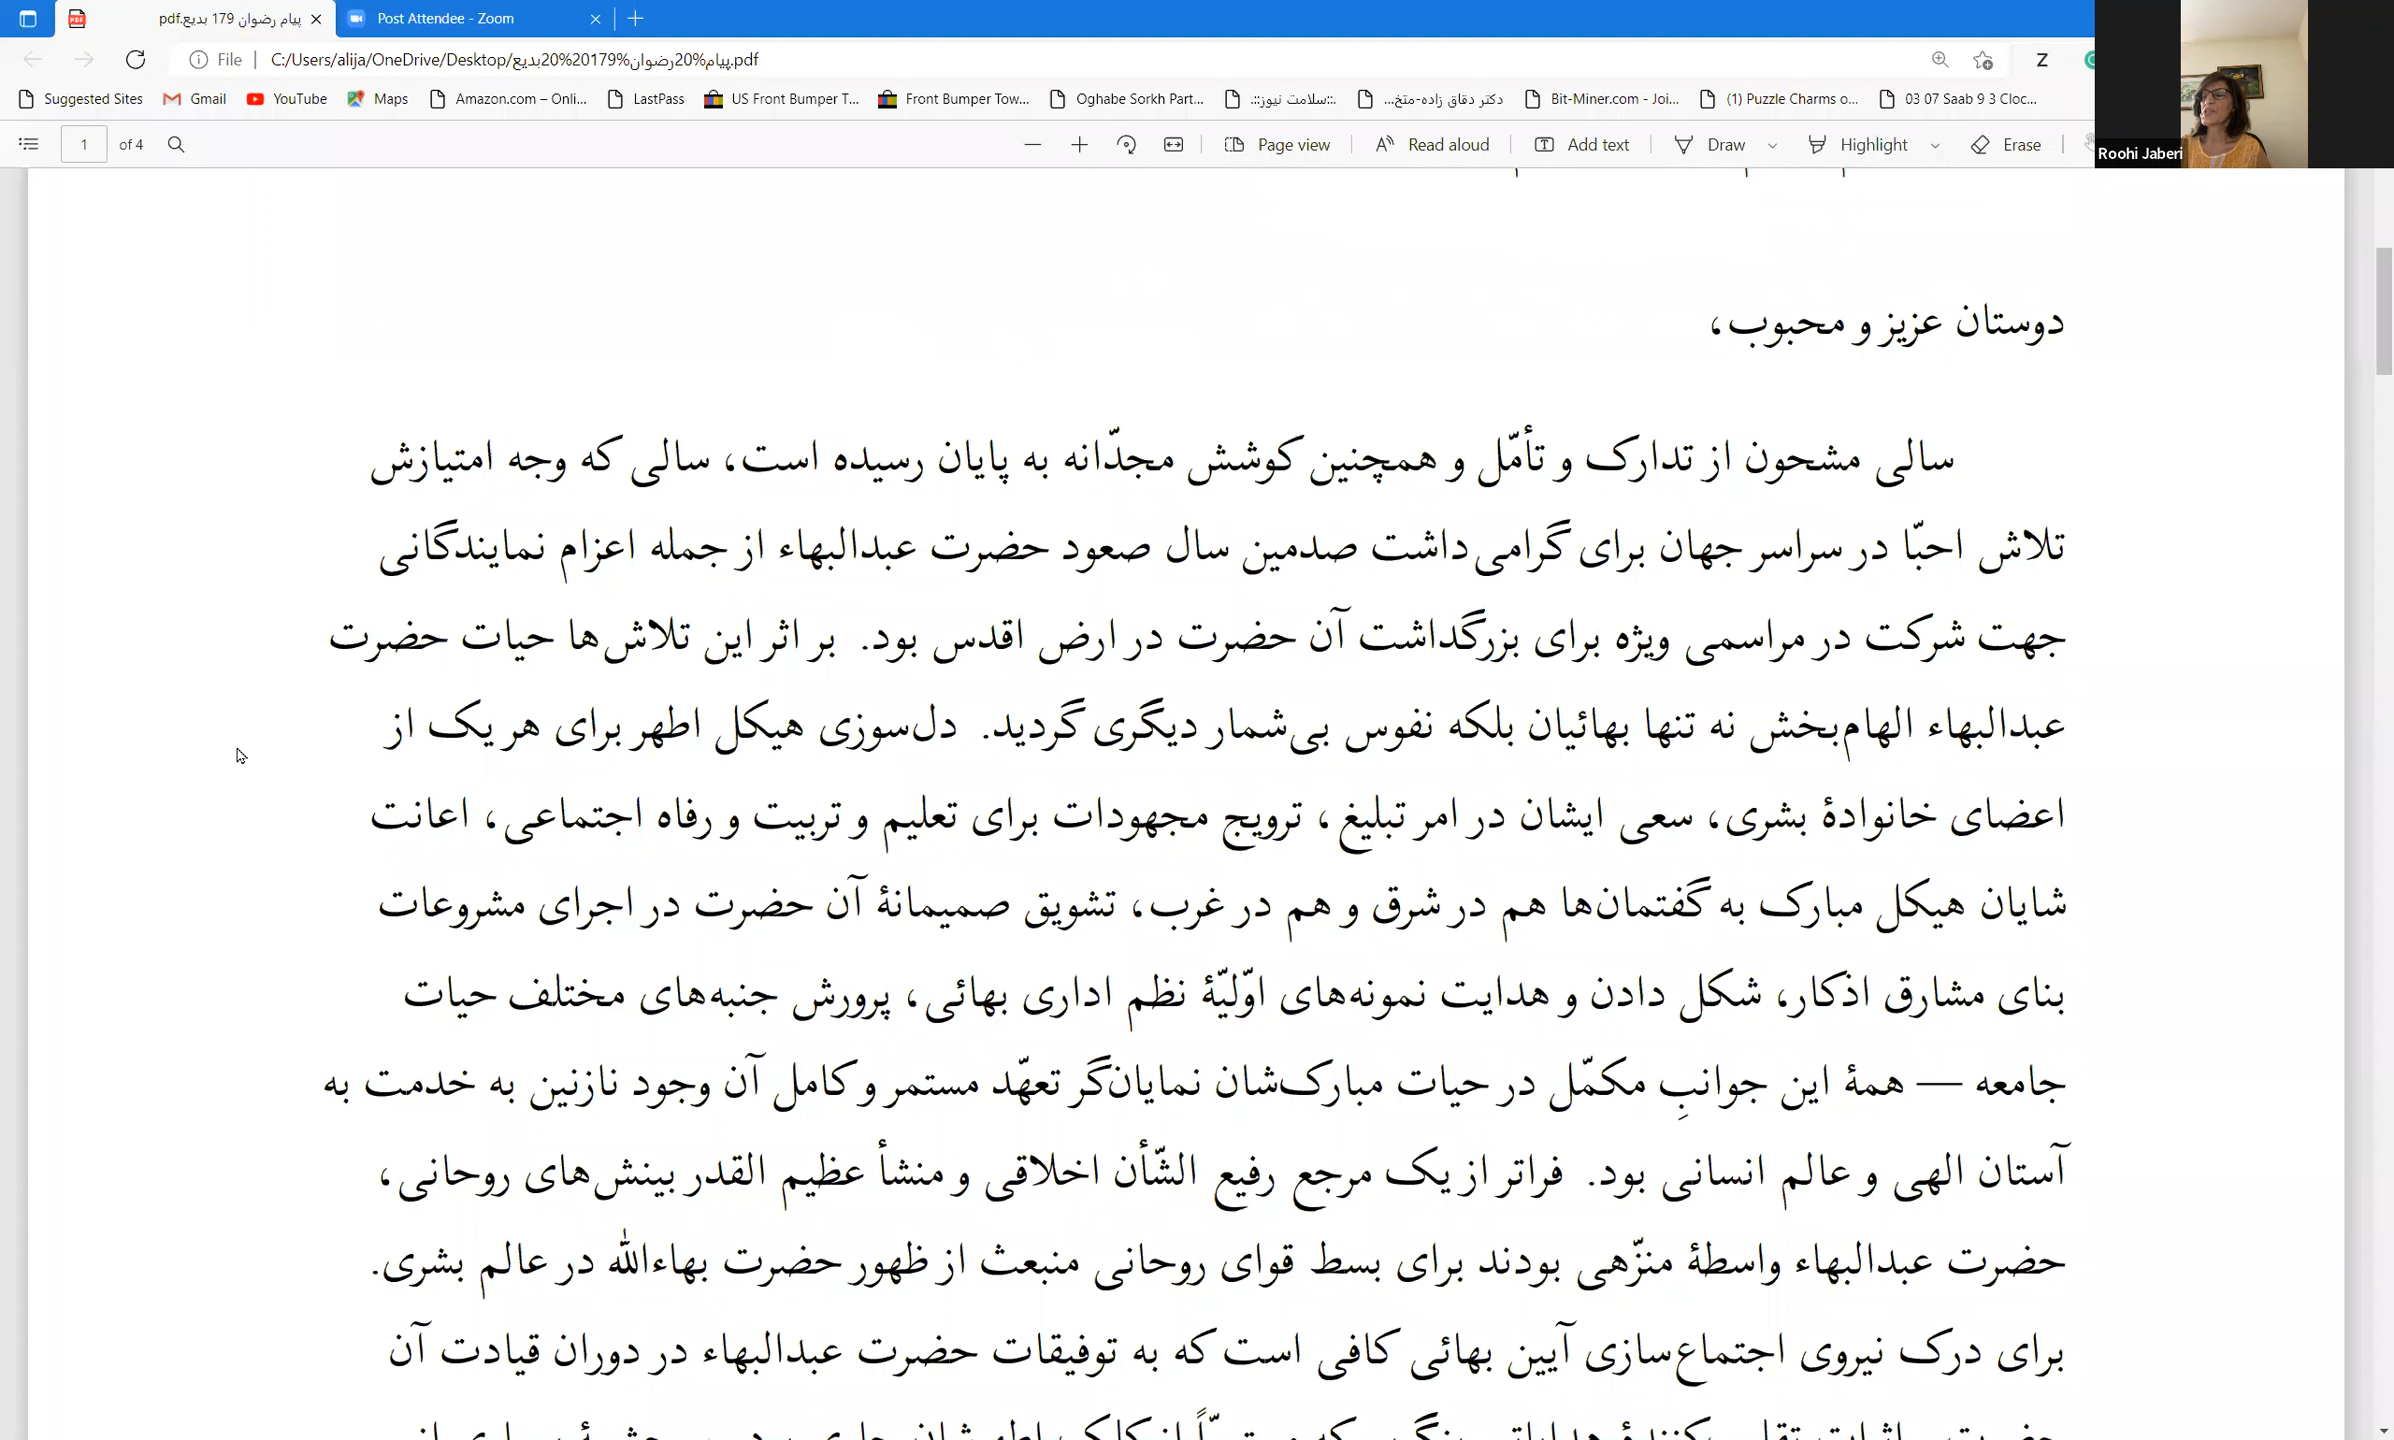 پیام رضوان 179 بدیع.pdf
Post Attendee - Zoom
File
C:/Users/alija/OneDrive/Desktop/پیام%20رضوان%20179%20بدیع.pdf
Z
Suggested Sites
Gmail
YouTube
Maps
Amazon.com – Onli...
LastPass
US Front Bumper T...
Front Bumper Tow...
Oghabe Sorkh Part...
.::سلامت نیوز::...
دکتر دقاق زاده-متخ...
Bit-Miner.com - Joi...
(1) Puzzle Charms o...
03 07 Saab 9 3 Cloc...
1 of 4
Page view
Read aloud
Add text
Draw
Highlight
Erase
Roohi Jaberi
دوستان عزیز و محبوب،
سالی مشحون از تدارک و تأمّل و همچنین کوشش مجدّانه به پایان رسیده است، سالی که وجه امتیازش
تلاش احبّا در سراسر جهان برای گرامی‌داشت صدمین سال صعود حضرت عبدالبهاء از جمله اعزام نمایندگانی
جهت شرکت در مراسمی ویژه برای بزرگداشت آن حضرت در ارض اقدس بود. بر اثر این تلاش‌ها حیات حضرت
عبدالبهاء الهام‌بخش نه تنها بهائیان بلکه نفوس بی‌شمار دیگری گردید. دل‌سوزی هیکل اطهر برای هر یک از
اعضای خانوادهٔ بشری، سعی ایشان در امر تبلیغ، ترویج مجهودات برای تعلیم و تربیت و رفاه اجتماعی، اعانت
شایان هیکل مبارک به گفتمان‌ها هم در شرق و هم در غرب، تشویق صمیمانهٔ آن حضرت در اجرای مشروعات
بنای مشارق اذکار، شکل دادن و هدایت نمونه‌های اوّلیّهٔ نظم اداری بهائی، پرورش جنبه‌های مختلف حیات
جامعه — همهٔ این جوانبِ مکمّل در حیات مبارک‌شان نمایان‌گر تعهّد مستمر و کامل آن وجود نازنین به خدمت به
آستان الهی و عالم انسانی بود. فراتر از یک مرجع رفیع الشّأن اخلاقی و منشأ عظیم القدر بینش‌های روحانی،
حضرت عبدالبهاء واسطهٔ منزّهی بودند برای بسط قوای روحانی منبعث از ظهور حضرت بهاءالله در عالم بشری.
برای درک نیروی اجتماع‌سازی آیین بهائی کافی است که به توفیقات حضرت عبدالبهاء در دوران قیادت آن